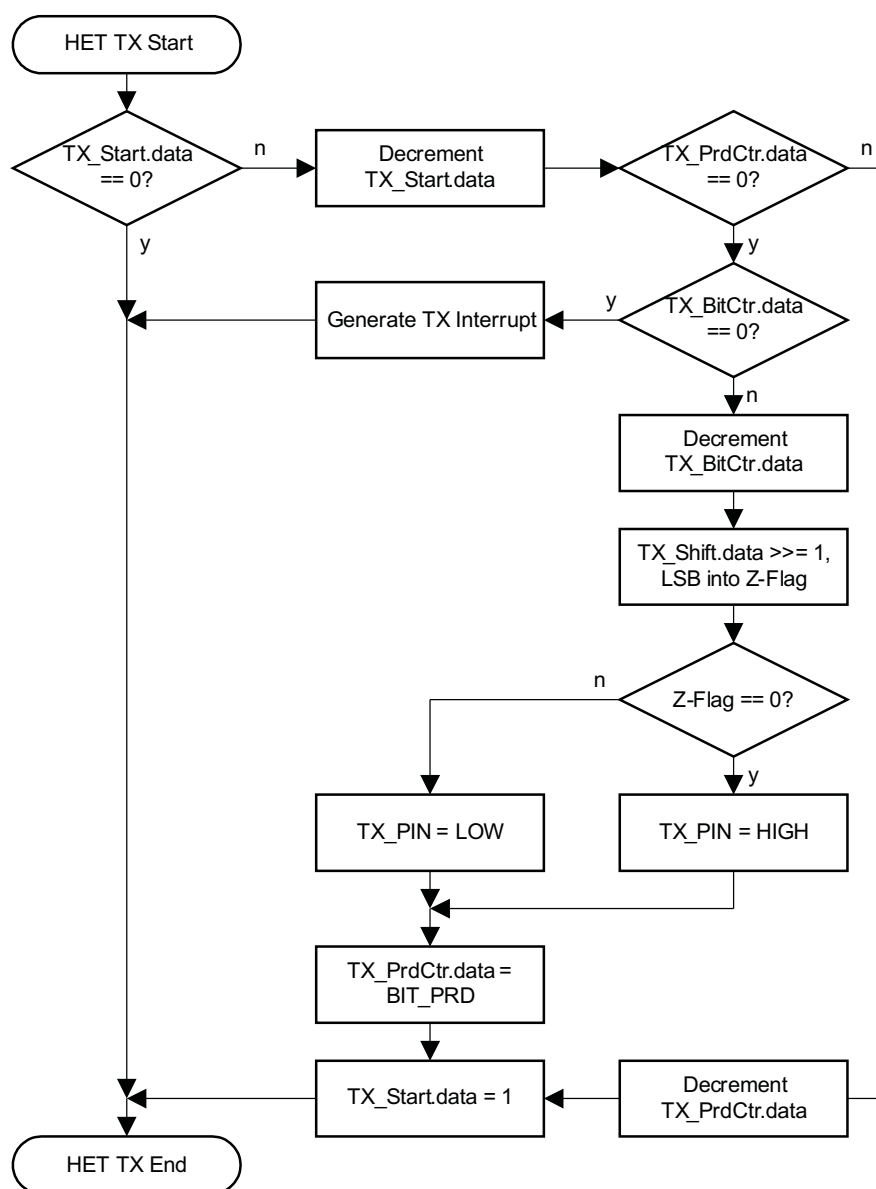 HET TX Start
TX_Start.data
== 0?
n
Decrement
TX_Start.data
TX_PrdCtr.data
== 0?
n
y
y
Generate TX Interrupt
y
TX_BitCtr.data
== 0?
n
Decrement
TX_BitCtr.data
TX_Shift.data >>= 1,
LSB into Z-Flag
n
Z-Flag == 0?
y
TX_PIN = LOW
TX_PIN = HIGH
TX_PrdCtr.data =
BIT_PRD
TX_Start.data = 1
Decrement
TX_PrdCtr.data
HET TX End